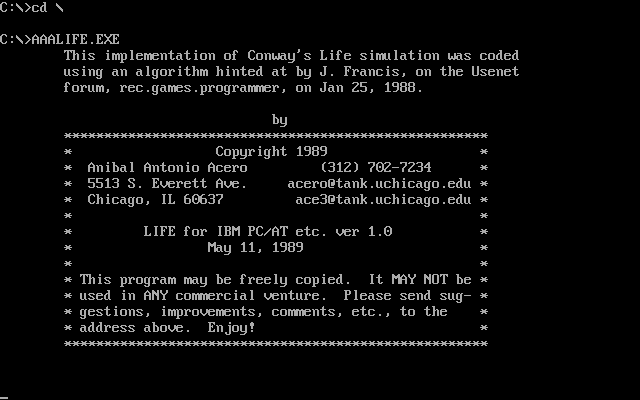 C:\>cd \
C:\>AAALIFE.EXE
This implementation of Conway's Life simulation was coded
using an algorithm hinted at by J. Francis, on the Usenet
forum, rec.games.programmer, on Jan 25, 1988.
by
*****************************************************
* Copyright 1989 *
* Anibal Antonio Acero (312) 702-7234 *
* 5513 S. Everett Ave. acero@tank.uchicago.edu *
* Chicago, IL 60637 ace3@tank.uchicago.edu *
* *
* LIFE for IBM PC/AT etc. ver 1.0 *
* May 11, 1989 *
* *
* This program may be freely copied. It MAY NOT be *
* used in ANY commercial venture. Please send sug- *
* gestions, improvements, comments, etc., to the *
* address above. Enjoy! *
*****************************************************